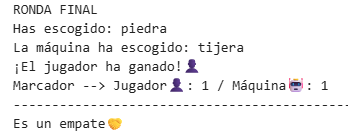 RONDA FINAL
Has escogido: piedra
La máquina ha escogido: tijera
¡El jugador ha ganado!👤
Marcador --> Jugador👤: 1 / Máquina🤖: 1
--------------------------------------------
Es un empate🤝